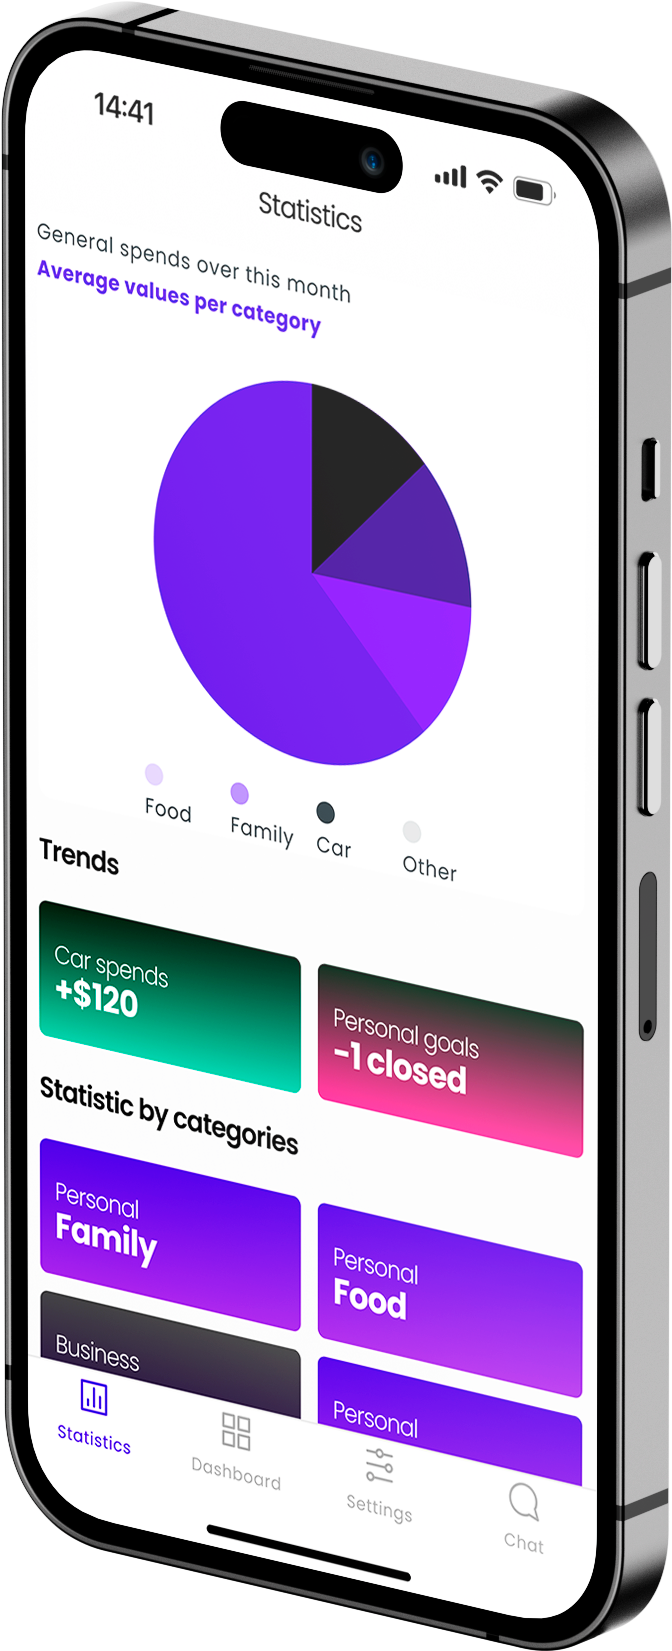 14:41
Statistics
General spends over this month
Average values per category
Food
Family
Car
Other
Trends
Car spends
+$120
Personal goals
-1 closed
Statistic by categories
Personal
Family
Personal
Food
Business
Personal
Statistics
Dashboard
Settings
Chat